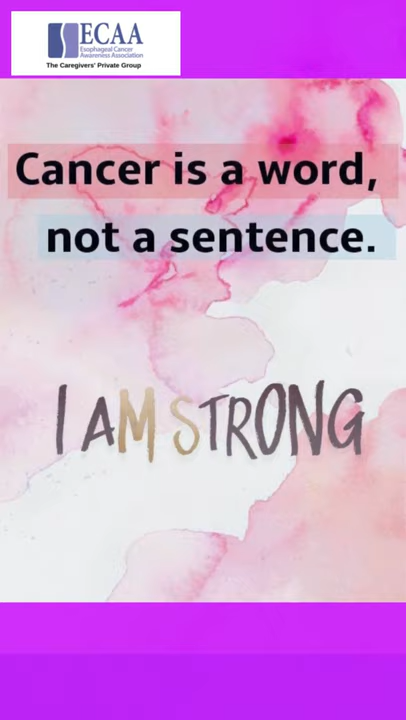 ECAA
Esophageal Cancer
Awareness Association
The Caregivers' Private Group
Cancer is a word,
not a sentence.
I AM STRONG